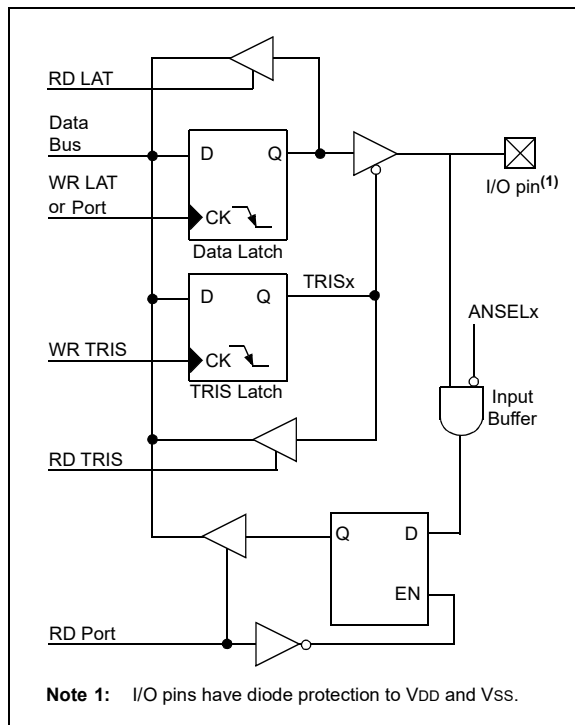 RD LAT
Data
Bus
D Q
WR LAT
or Port
CK
Data Latch
I/O pin(1)
D Q
TRISx
ANSELx
WR TRIS
CK
TRIS Latch
Input
Buffer
RD TRIS
Q D
EN
RD Port
Note 1: I/O pins have diode protection to VDD and VSS.